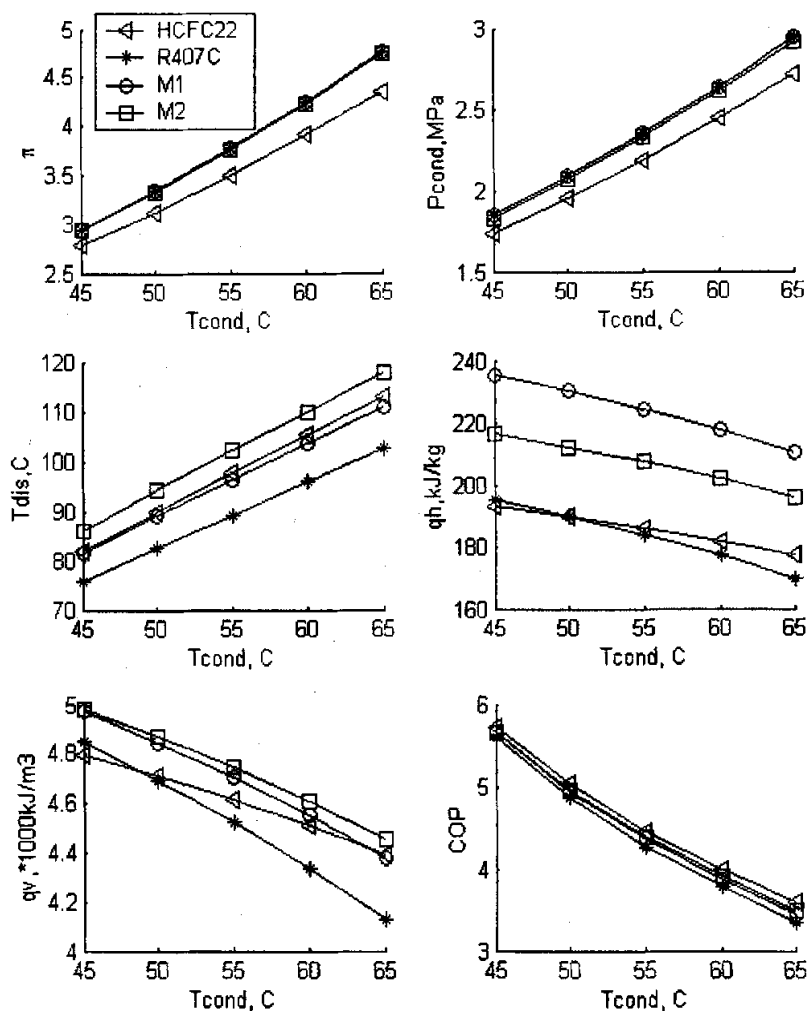 HCFC22
R407C
M1
M2
5
4.5
4
3.5
3
2.5
π
45 50 55 60 65
Tcond, C
3
2.5
2
1.5
Pcond,MPa
45 50 55 60 65
Tcond, C
120
110
100
90
80
70
Tdis,C
45 50 55 60 65
Tcond, C
240
220
200
180
160
qh,kJ/kg
45 50 55 60 65
Tcond, C
5
4.8
4.6
4.4
4.2
4
qv,*1000kJ/m3
45 50 55 60 65
Tcond, C
6
5
4
3
COP
45 50 55 60 65
Tcond, C